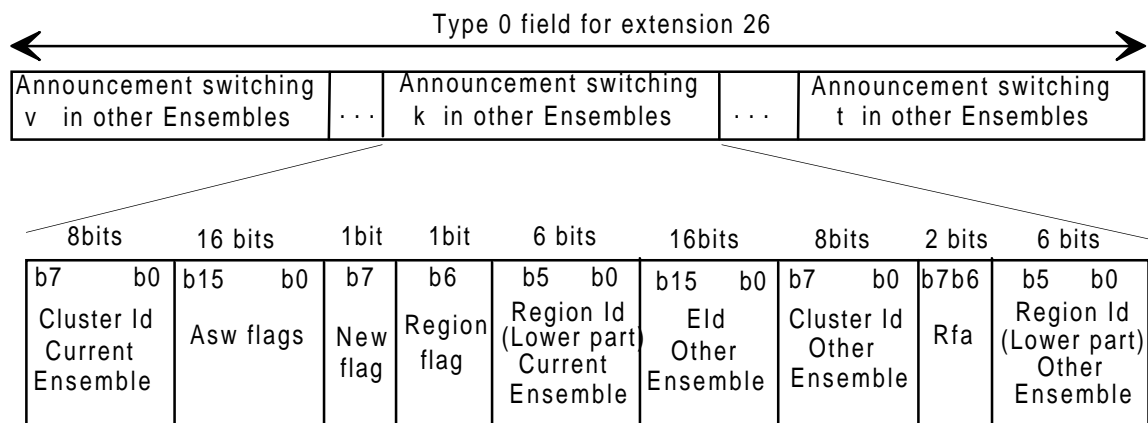 Type 0 field for extension 26
Announcement switching v in other Ensembles
. . .
Announcement switching k in other Ensembles
. . .
Announcement switching t in other Ensembles
8bits 16 bits 1bit 1bit 6 bits 16bits 8bits 2 bits 6 bits
b7 b0 b15 b0 b7 b6 b5 b0 b15 b0 b7 b0 b7b6 b5 b0
Cluster Id
Current
Ensemble
Asw flags
New
flag
Region
flag
Region Id
(Lower part)
Current
Ensemble
EId
Other
Ensemble
Cluster Id
Other
Ensemble
Rfa
Region Id
(Lower part)
Other
Ensemble